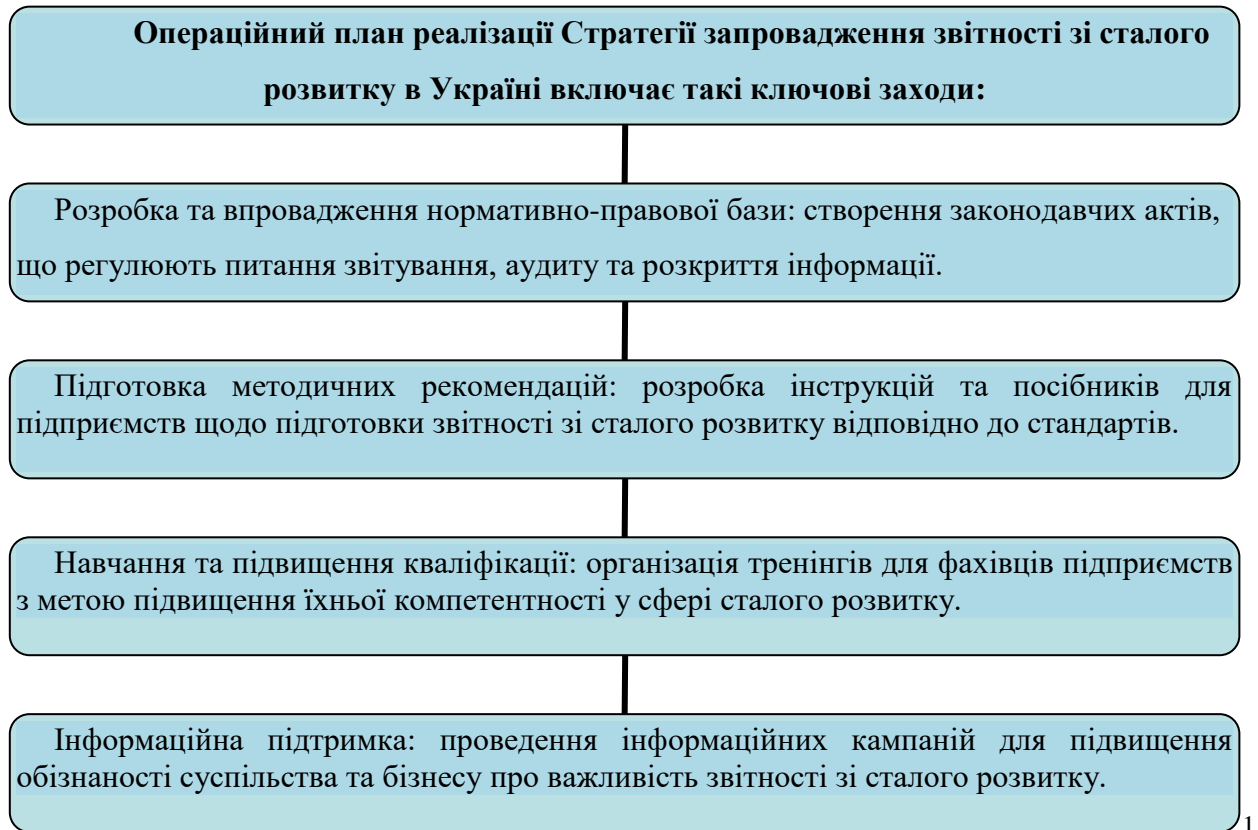 Операційний план реалізації Стратегії запровадження звітності зі сталого
розвитку в Україні включає такі ключові заходи:
Розробка та впровадження нормативно-правової бази: створення законодавчих актів,
що регулюють питання звітування, аудиту та розкриття інформації.
Підготовка методичних рекомендацій: розробка інструкцій та посібників для
підприємств щодо підготовки звітності зі сталого розвитку відповідно до стандартів.
Навчання та підвищення кваліфікації: організація тренінгів для фахівців підприємств
з метою підвищення їхньої компетентності у сфері сталого розвитку.
Інформаційна підтримка: проведення інформаційних кампаній для підвищення
обізнаності суспільства та бізнесу про важливість звітності зі сталого розвитку.
1